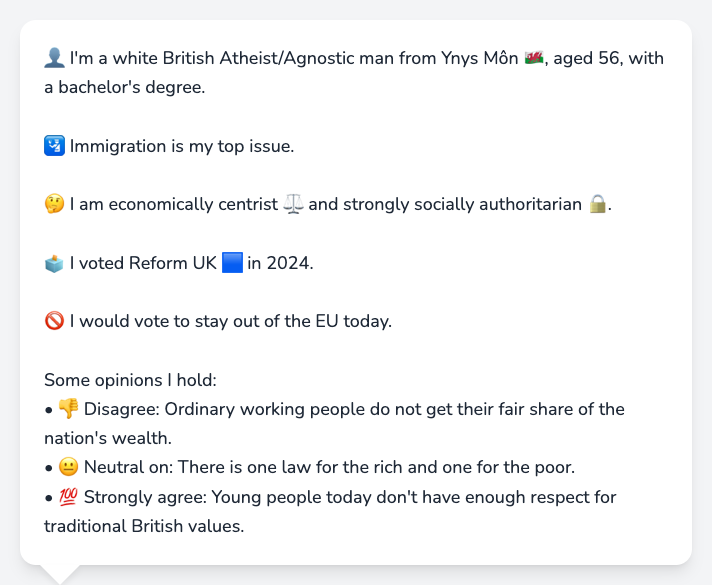 👤 I'm a white British Atheist/Agnostic man from Ynys Môn 🏴󠁧󠁢󠁷󠁬󠁳󠁿, aged 56, with
a bachelor's degree.
🛂 Immigration is my top issue.
🤔 I am economically centrist ⚖️ and strongly socially authoritarian 🔒.
🗳️ I voted Reform UK 🟦 in 2024.
🚫 I would vote to stay out of the EU today.
Some opinions I hold:
• 👎 Disagree: Ordinary working people do not get their fair share of the
nation's wealth.
• 😐 Neutral on: There is one law for the rich and one for the poor.
• 💯 Strongly agree: Young people today don't have enough respect for
traditional British values.